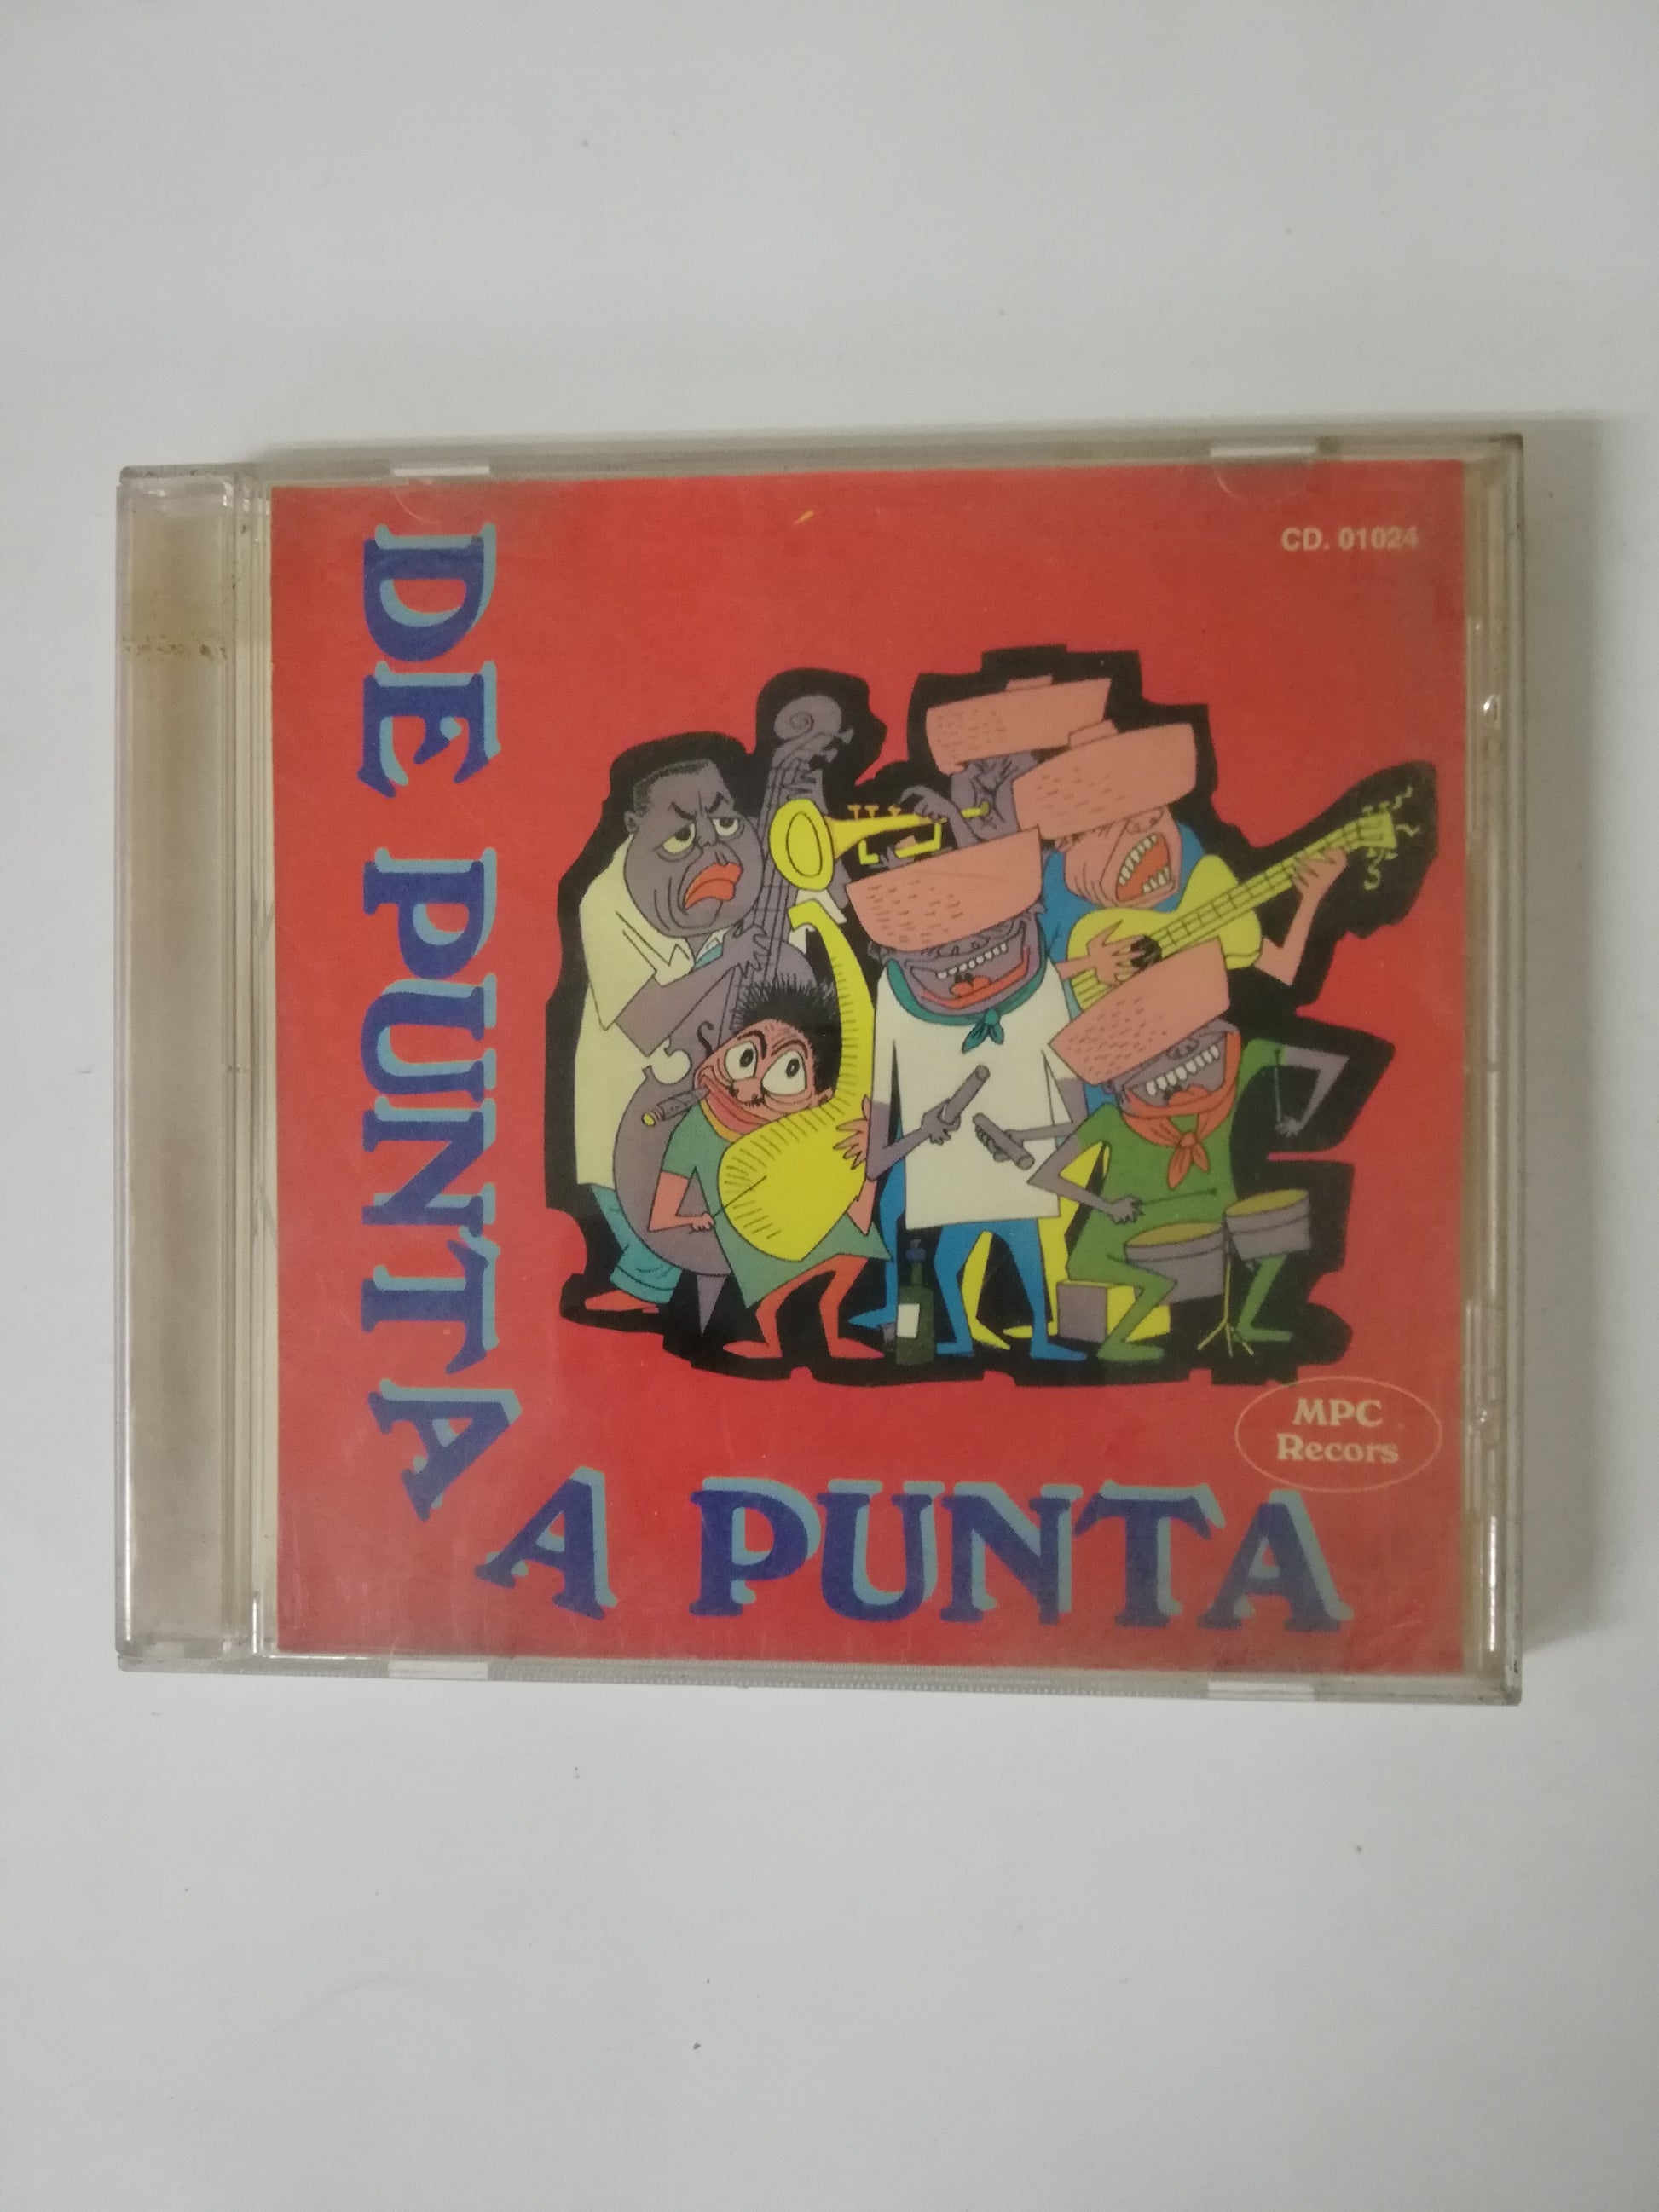 CD. 01024
DE PUNTA
A PUNTA
MPC
Recors